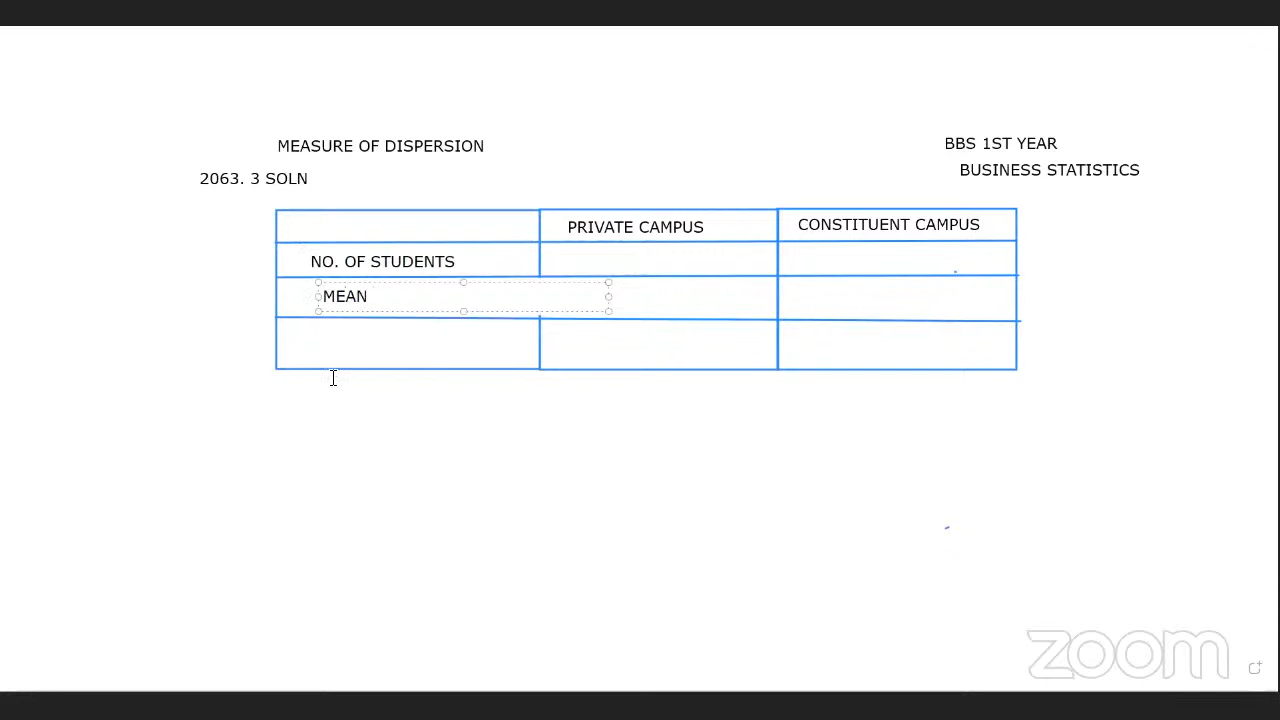 MEASURE OF DISPERSION
BBS 1ST YEAR
BUSINESS STATISTICS
2063. 3 SOLN
PRIVATE CAMPUS
CONSTITUENT CAMPUS
NO. OF STUDENTS
MEAN
zoom